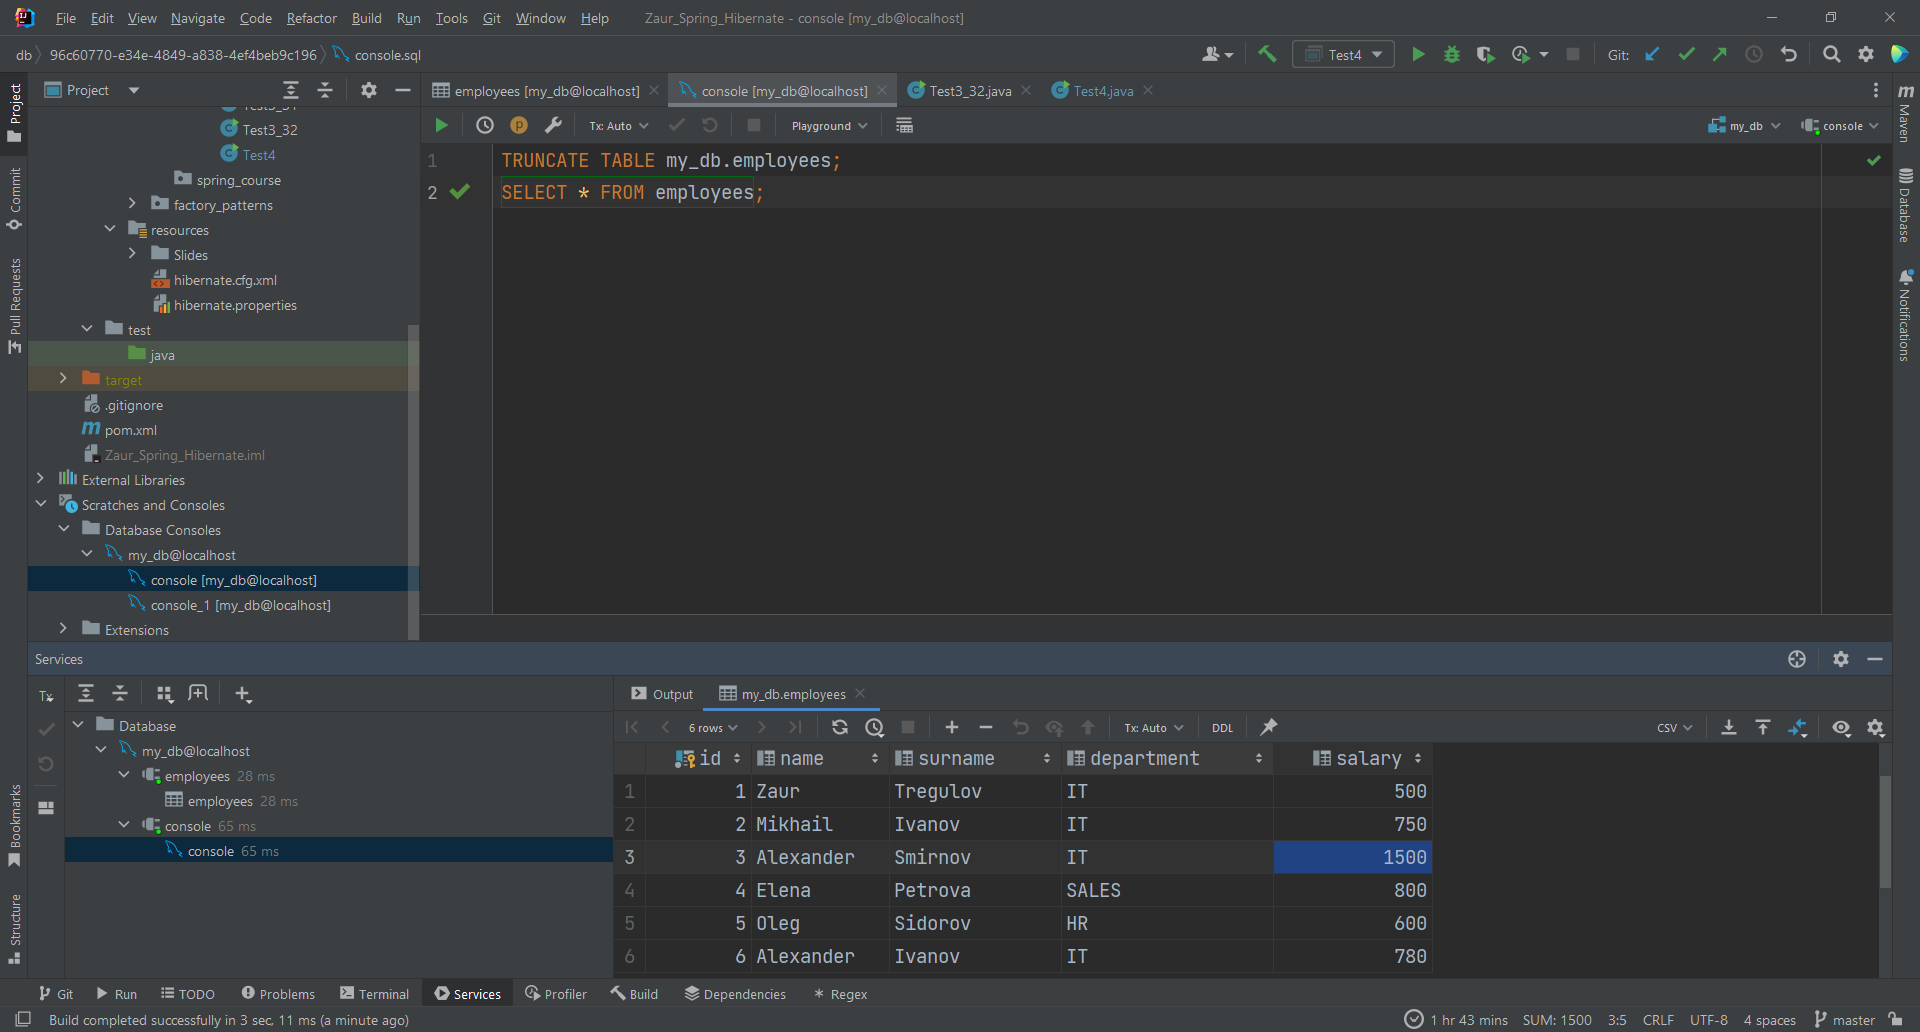 File Edit View Navigate Code Refactor Build Run Tools Git Window Help Zaur_Spring_Hibernate - console [my_db@localhost]
db 96c60770-e34e-4849-a838-4ef4beb9c196 console.sql Test4 Git:
Project
employees [my_db@localhost] console [my_db@localhost] Test3_32.java Test4.java
Tx: Auto Playground my_db console
Test3_32
Test4
spring_course
factory_patterns
resources
Slides
hibernate.cfg.xml
hibernate.properties
test
java
target
.gitignore
pom.xml
Zaur_Spring_Hibernate.iml
External Libraries
Scratches and Consoles
Database Consoles
my_db@localhost
console [my_db@localhost]
console_1 [my_db@localhost]
Extensions
1 TRUNCATE TABLE my_db.employees;
2 SELECT * FROM employees;
Project
Commit
Pull Requests
Bookmarks
Structure
Maven
Database
Notifications
Services
Tx
Database
my_db@localhost
employees 28 ms
employees 28 ms
console 65 ms
console 65 ms
Output my_db.employees
6 rows Tx: Auto DDL CSV
id name surname department salary
1 1 Zaur Tregulov IT 500
2 2 Mikhail Ivanov IT 750
3 3 Alexander Smirnov IT 1500
4 4 Elena Petrova SALES 800
5 5 Oleg Sidorov HR 600
6 6 Alexander Ivanov IT 780
Git Run TODO Problems Terminal Services Profiler Build Dependencies Regex
Build completed successfully in 3 sec, 11 ms (a minute ago) 1 hr 43 mins SUM: 1500 3:5 CRLF UTF-8 4 spaces master